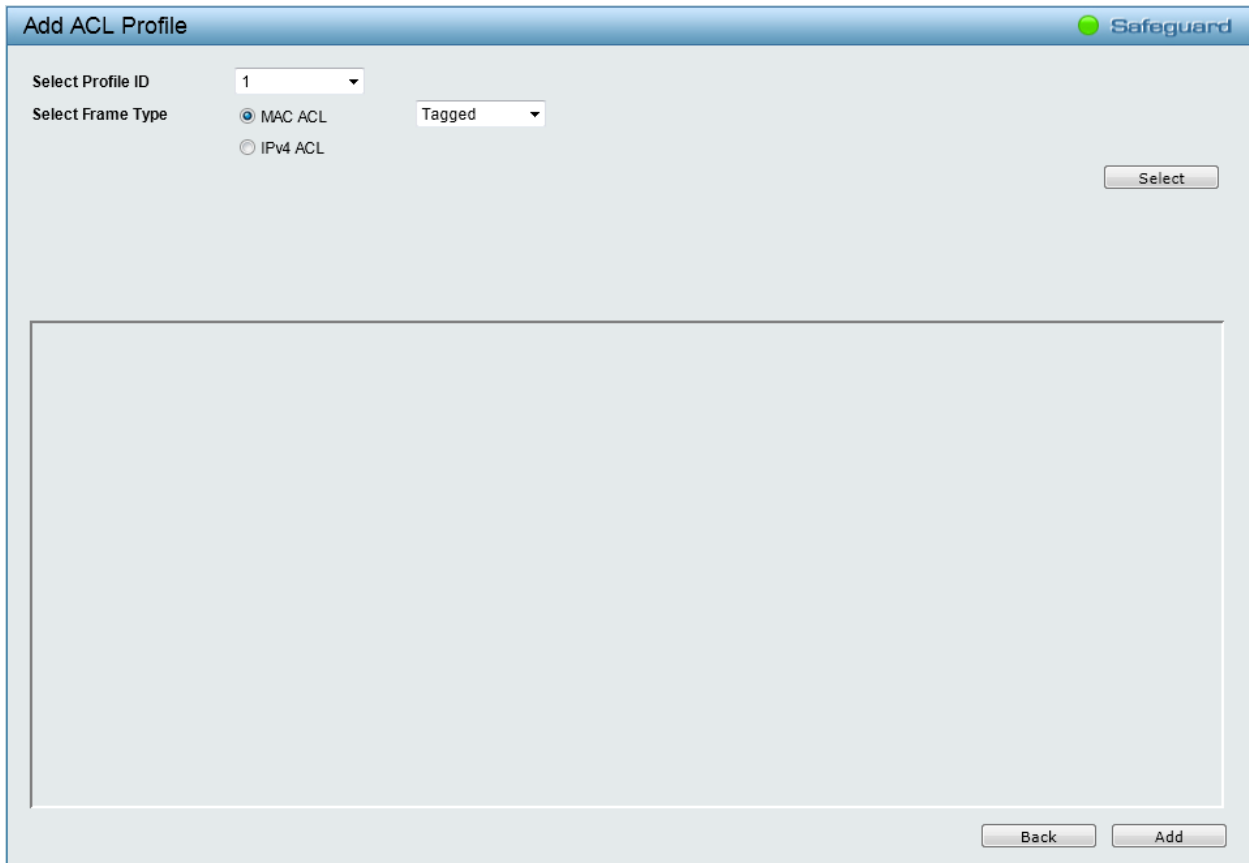 Add ACL Profile
Safeguard
Select Profile ID
1
Select Frame Type
MAC ACL
Tagged
IPv4 ACL
Select
Back
Add